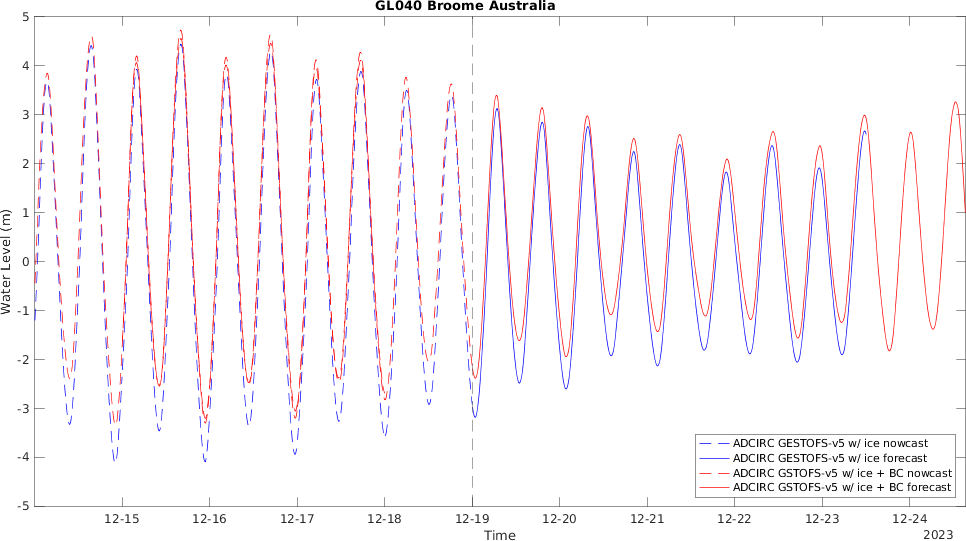 GL040 Broome Australia
5
4
3
2
1
0
-1
-2
-3
-4
-5
Water Level (m)
ADCIRC GESTOFS-v5 w/ ice nowcast
ADCIRC GESTOFS-v5 w/ ice forecast
ADCIRC GSTOFS-v5 w/ ice + BC nowcast
ADCIRC GSTOFS-v5 w/ ice + BC forecast
12-15 12-16 12-17 12-18 12-19 12-20 12-21 12-22 12-23 12-24
Time
2023